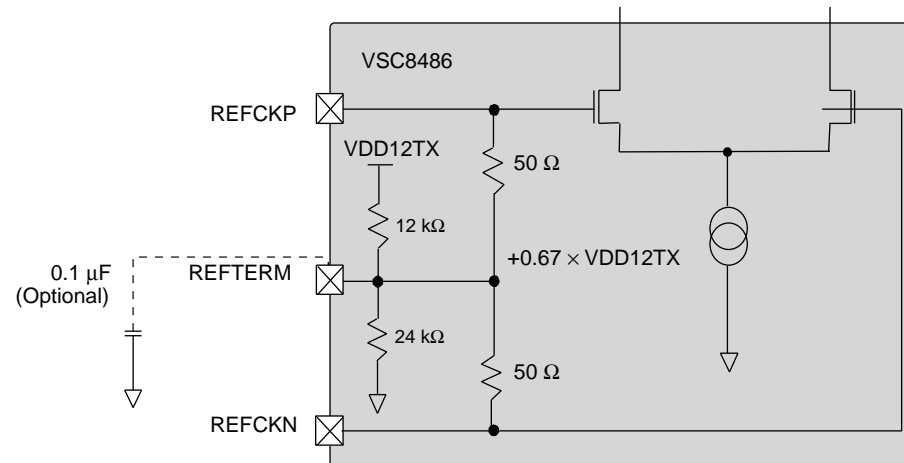 VSC8486
REFCKP
VDD12TX
50 Ω
12 kΩ
+0.67 × VDD12TX
0.1 μF
(Optional)
REFTERM
24 kΩ
50 Ω
REFCKN